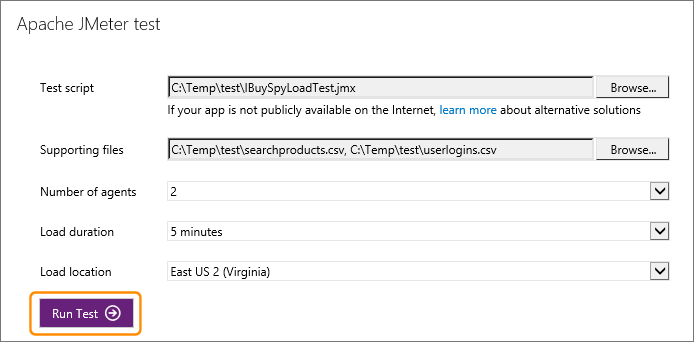 Apache JMeter test
Test script C:\Temp\test\IBuySpyLoadTest.jmx Browse...
If your app is not publicly available on the Internet, learn more about alternative solutions
Supporting files C:\Temp\test\searchproducts.csv, C:\Temp\test\userlogins.csv Browse...
Number of agents 2
Load duration 5 minutes
Load location East US 2 (Virginia)
Run Test